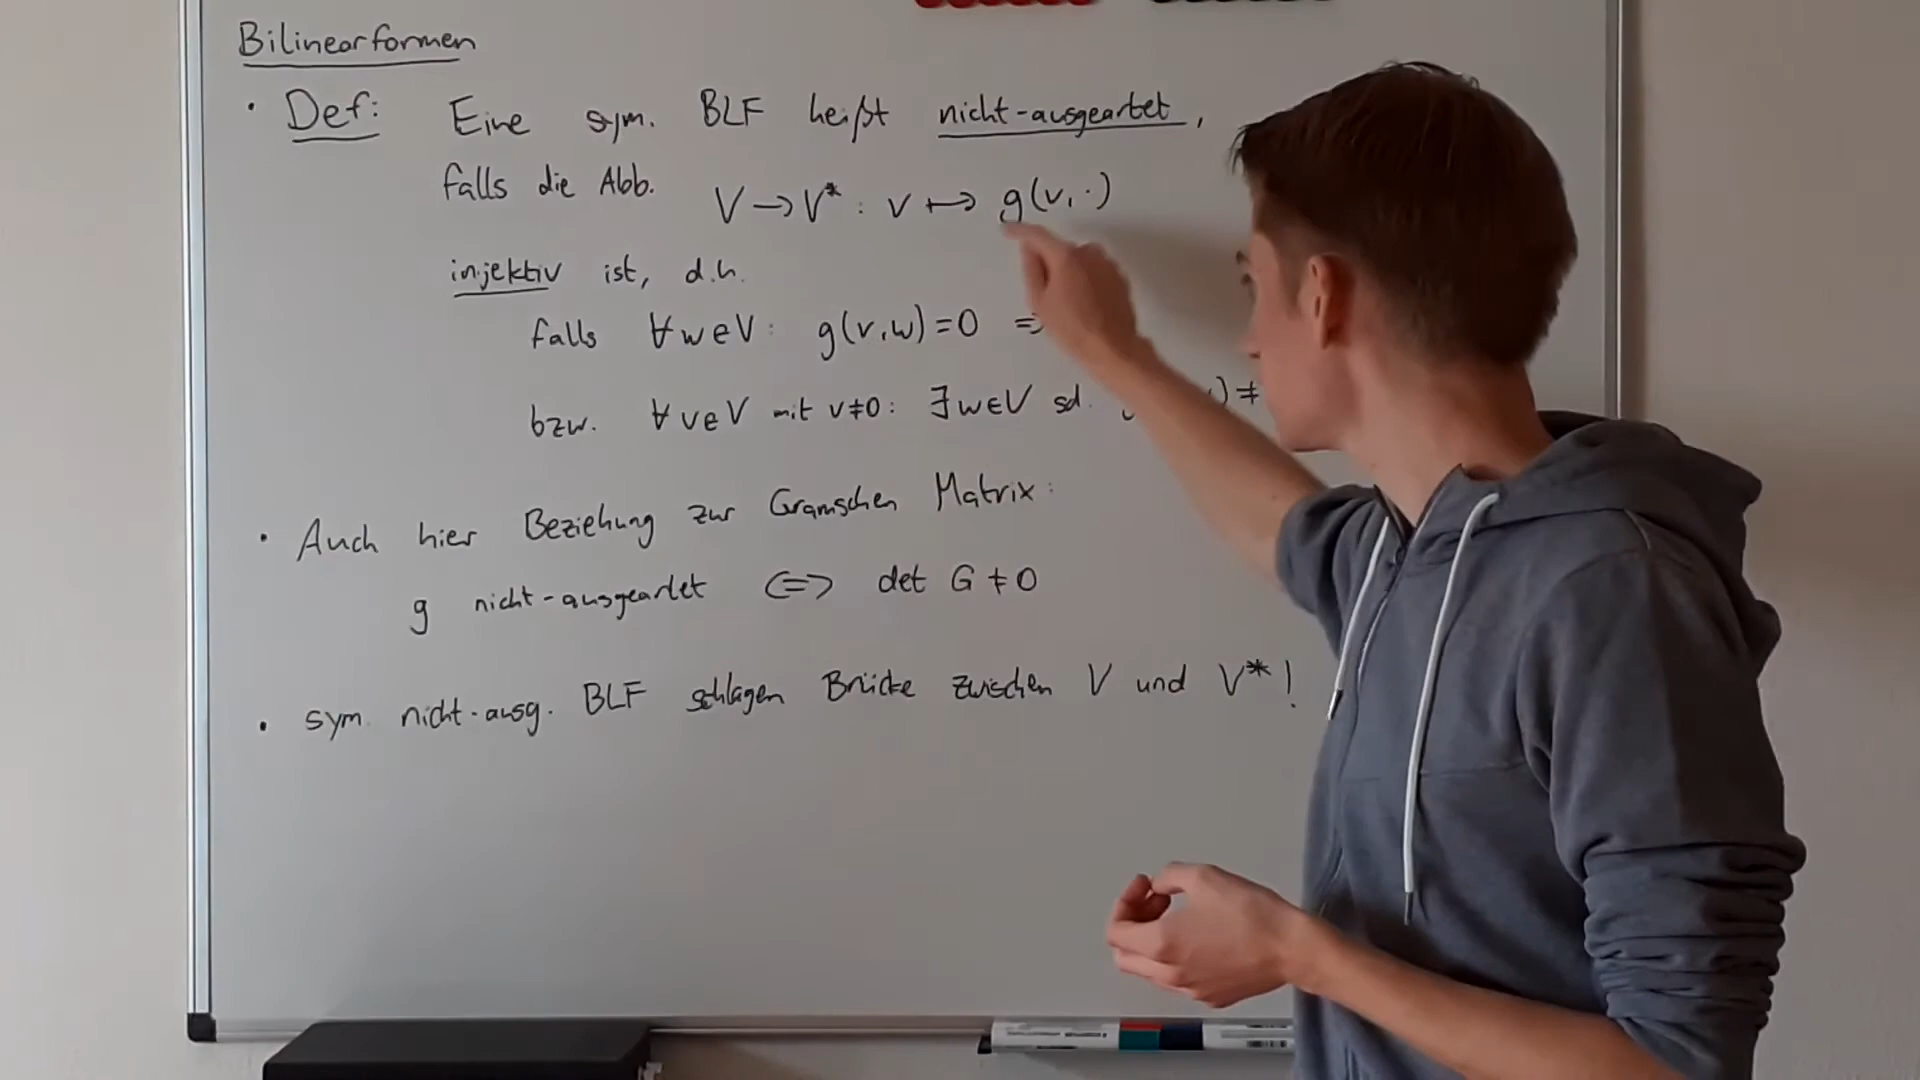 Bilinearformen
· Def: Eine sym. BLF heißt nicht-ausgeartet,
falls die Abb. V → V* : v ↦ g(v, ·)
injektiv ist, d.h.
falls ∀ w ∈ V : g(v,w) = 0 ⇒
bzw. ∀ v ∈ V mit v ≠ 0 : ∃ w ∈ V sd. ) ≠
· Auch hier Beziehung zur Gramschen Matrix :
g nicht-ausgeartet ⇔ det G ≠ 0
· sym. nicht-ausg. BLF schlagen Brücke zwischen V und V* !